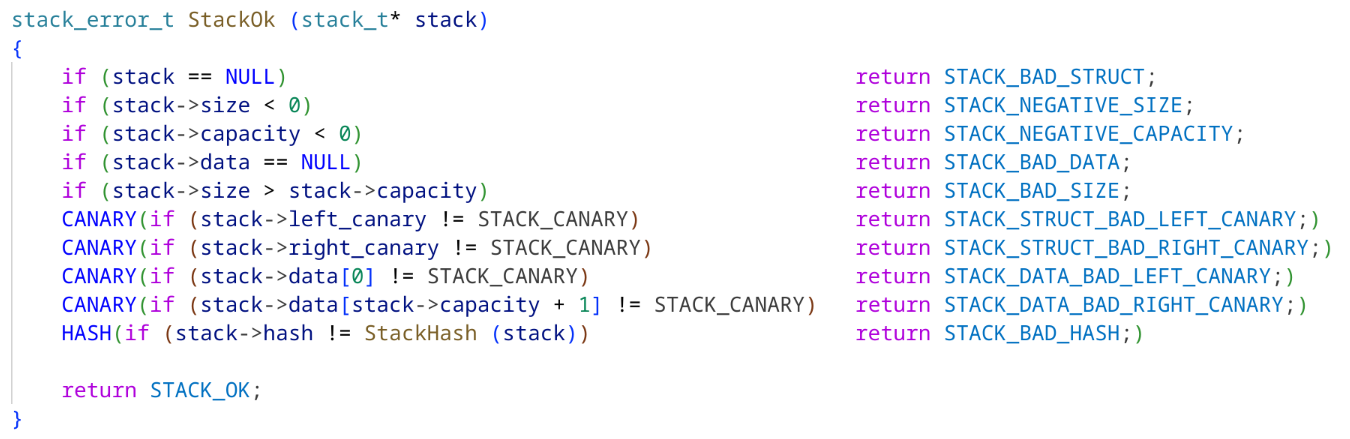 stack_error_t StackOk (stack_t* stack)
{
    if (stack == NULL)                                             return STACK_BAD_STRUCT;
    if (stack->size < 0)                                           return STACK_NEGATIVE_SIZE;
    if (stack->capacity < 0)                                       return STACK_NEGATIVE_CAPACITY;
    if (stack->data == NULL)                                       return STACK_BAD_DATA;
    if (stack->size > stack->capacity)                             return STACK_BAD_SIZE;
    CANARY(if (stack->left_canary != STACK_CANARY)                 return STACK_STRUCT_BAD_LEFT_CANARY;)
    CANARY(if (stack->right_canary != STACK_CANARY)                return STACK_STRUCT_BAD_RIGHT_CANARY;)
    CANARY(if (stack->data[0] != STACK_CANARY)                     return STACK_DATA_BAD_LEFT_CANARY;)
    CANARY(if (stack->data[stack->capacity + 1] != STACK_CANARY)   return STACK_DATA_BAD_RIGHT_CANARY;)
    HASH(if (stack->hash != StackHash (stack))                     return STACK_BAD_HASH;)

    return STACK_OK;
}